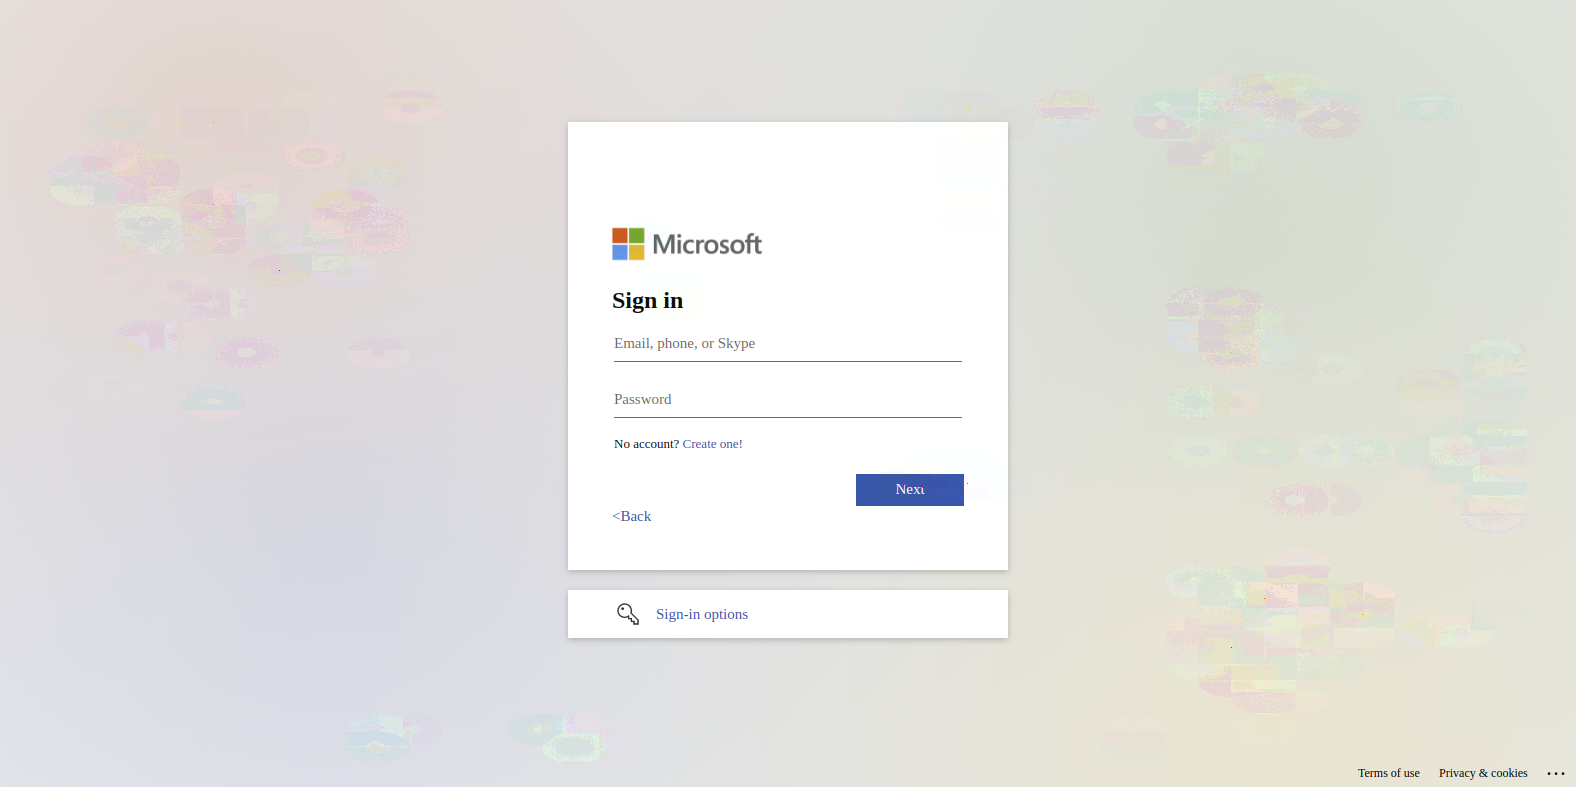 Microsoft
Sign in
Email, phone, or Skype
Password
No account? Create one!
Next
<Back
Sign-in options
Terms of use Privacy & cookies